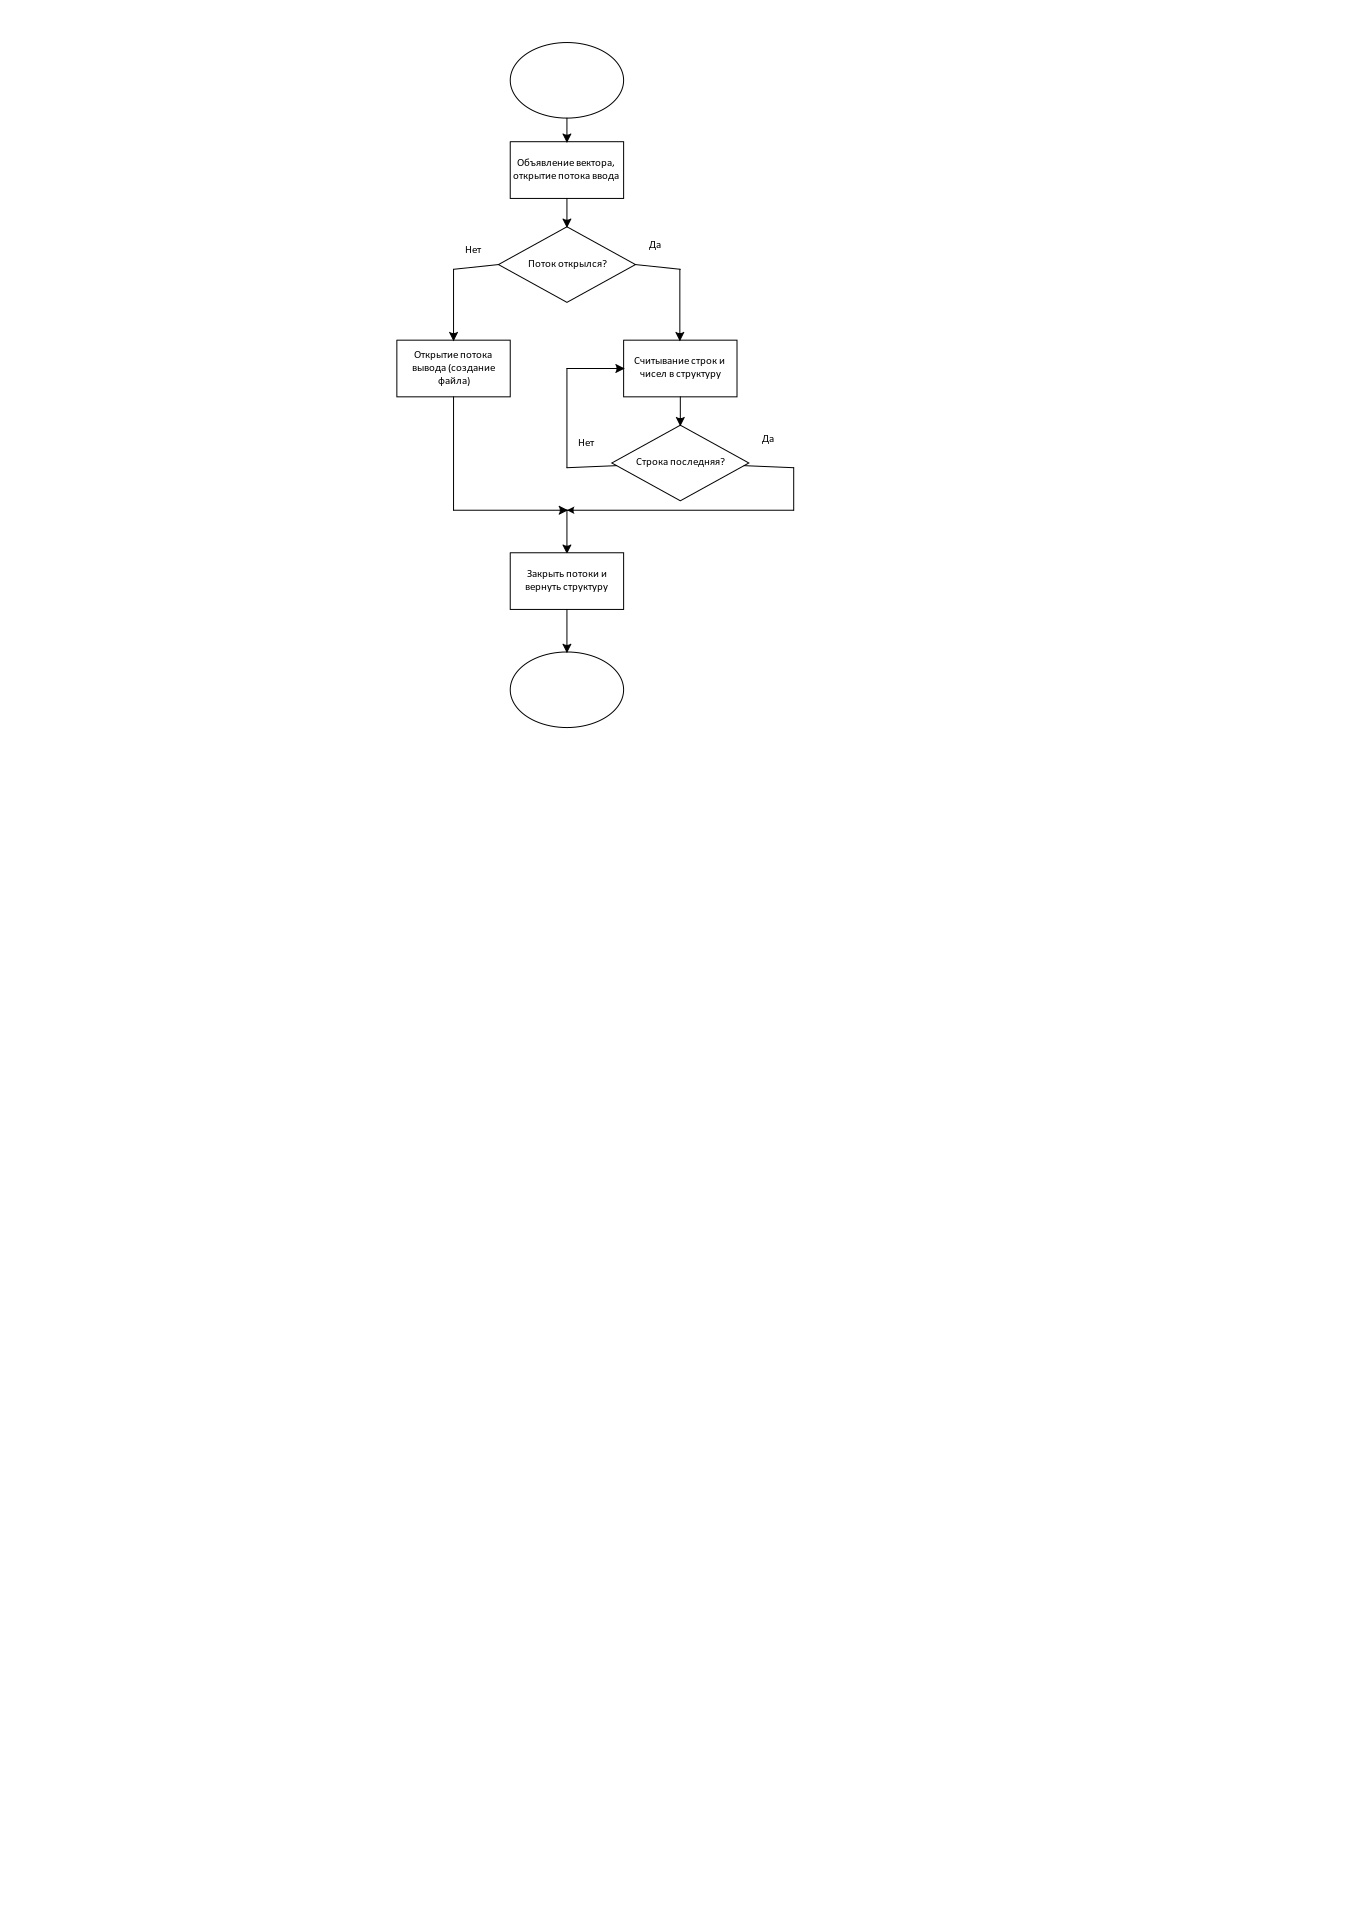 Объявление вектора,
открытие потока ввода
Нет
Да
Поток открылся?
Открытие потока
вывода (создание
файла)
Считывание строк и
чисел в структуру
Нет
Да
Строка последняя?
Закрыть потоки и
вернуть структуру